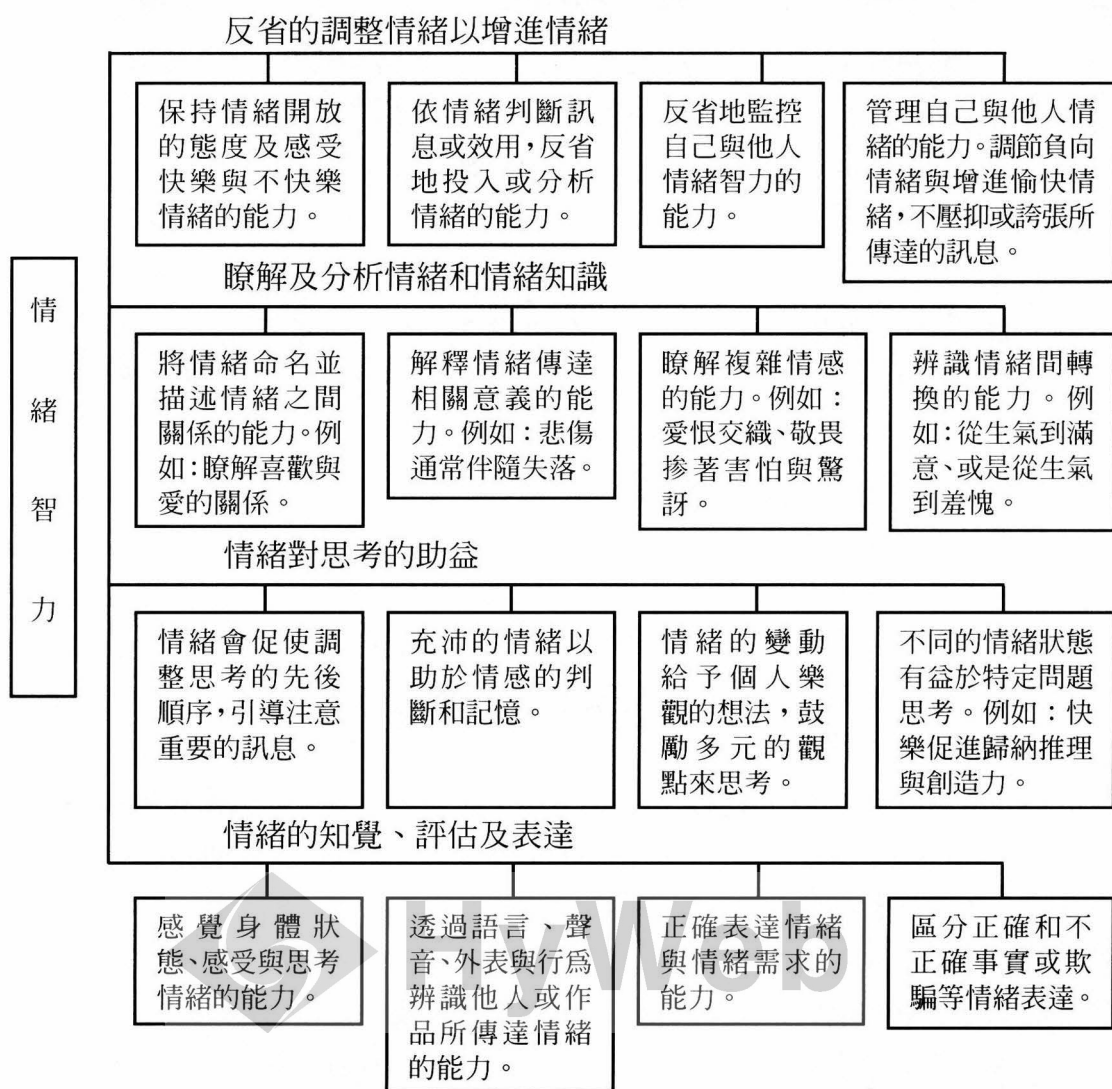 反省的調整情緒以增進情緒
保持情緒開放
的態度及感受
快樂與不快樂
情緒的能力。
依情緒判斷訊
息或效用，反省
地投入或分析
情緒的能力。
反省地監控
自己與他人
情緒智力的
能力。
管理自己與他人情
緒的能力。調節負向
情緒與增進愉快情
緒，不壓抑或誇張所
傳達的訊息。
情
緒
智
力
瞭解及分析情緒和情緒知識
將情緒命名並
描述情緒之間
關係的能力。例
如：瞭解喜歡與
愛的關係。
解釋情緒傳達
相關意義的能
力。例如：悲傷
通常伴隨失落。
瞭解複雜情感
的能力。例如：
愛恨交織、敬畏
摻著害怕與驚
訝。
辨識情緒間轉
換的能力。例
如：從生氣到滿
意、或是從生氣
到羞愧。
情緒對思考的助益
情緒會促使調
整思考的先後
順序，引導注意
重要的訊息。
充沛的情緒以
助於情感的判
斷和記憶。
情緒的變動
給予個人樂
觀的想法，鼓
勵多元的觀
點來思考。
不同的情緒狀態
有益於特定問題
思考。例如：快
樂促進歸納推理
與創造力。
情緒的知覺、評估及表達
感覺身體狀
態、感受與思考
情緒的能力。
透過語言、聲
音、外表與行為
辨識他人或作
品所傳達情緒
的能力。
正確表達情緒
與情緒需求的
能力。
區分正確和不
正確事實或欺
騙等情緒表達。
HyWeb